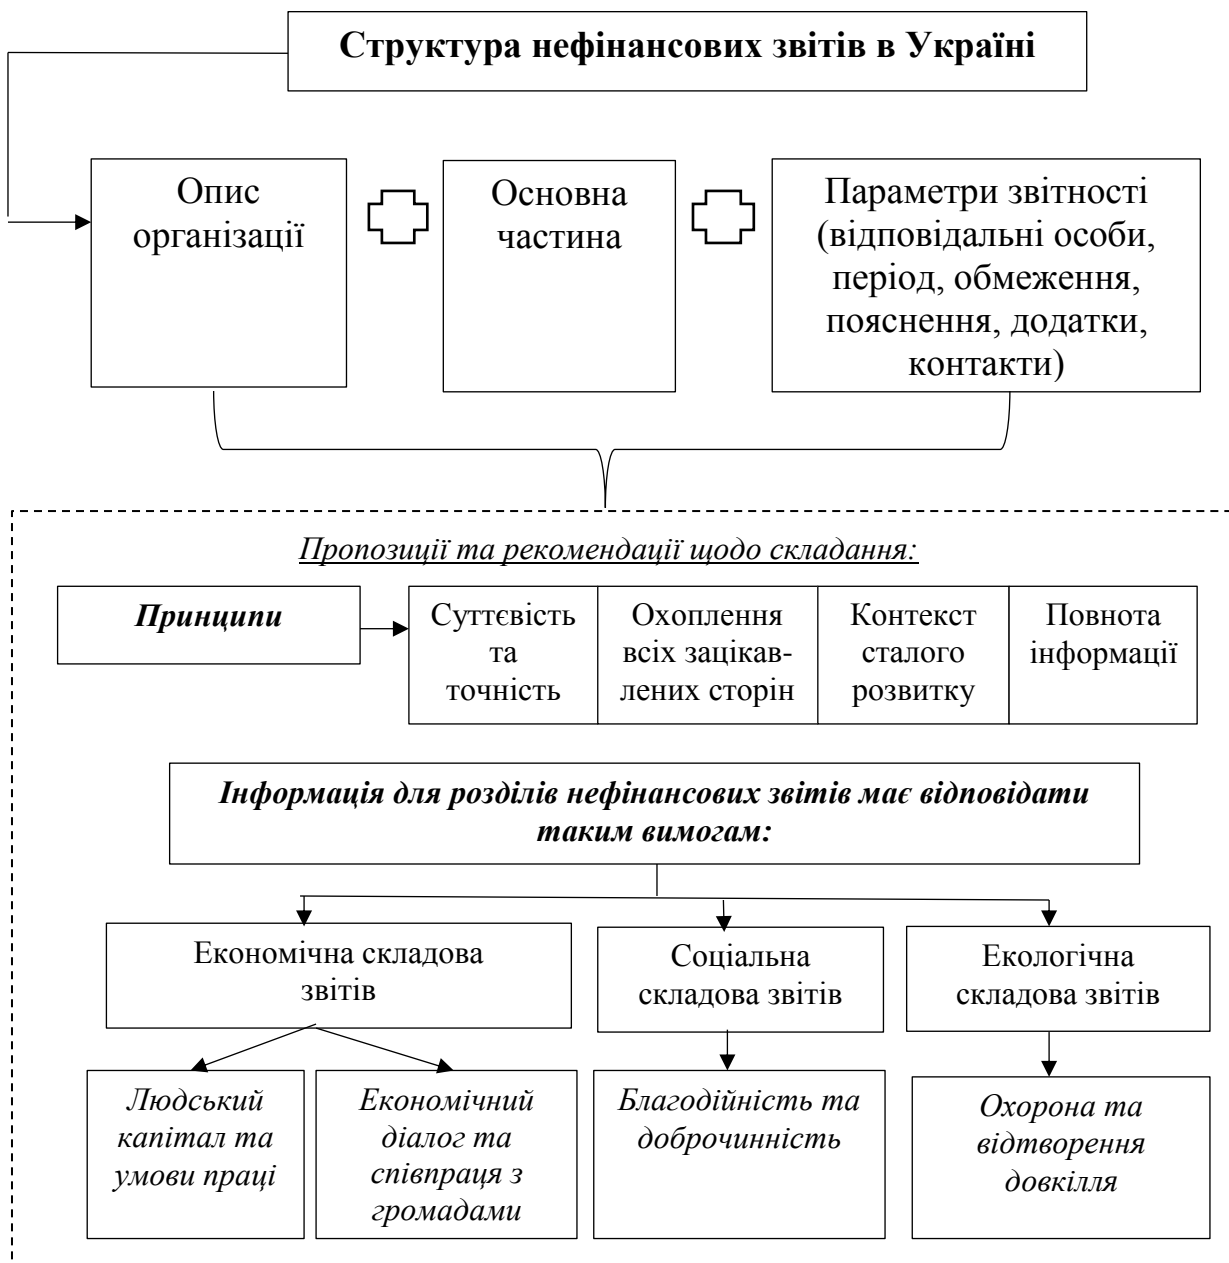 Структура нефінансових звітів в Україні
Опис
організації
Основна
частина
Параметри звітності
(відповідальні особи,
період, обмеження,
пояснення, додатки,
контакти)
Пропозиції та рекомендації щодо складання:
Принципи
Суттєвість
та
точність
Охоплення
всіх зацікав-
лених сторін
Контекст
сталого
розвитку
Повнота
інформації
Інформація для розділів нефінансових звітів має відповідати
таким вимогам:
Економічна складова
звітів
Соціальна
складова звітів
Екологічна
складова звітів
Людський
капітал та
умови праці
Економічний
діалог та
співпраця з
громадами
Благодійність та
доброчинність
Охорона та
відтворення
довкілля